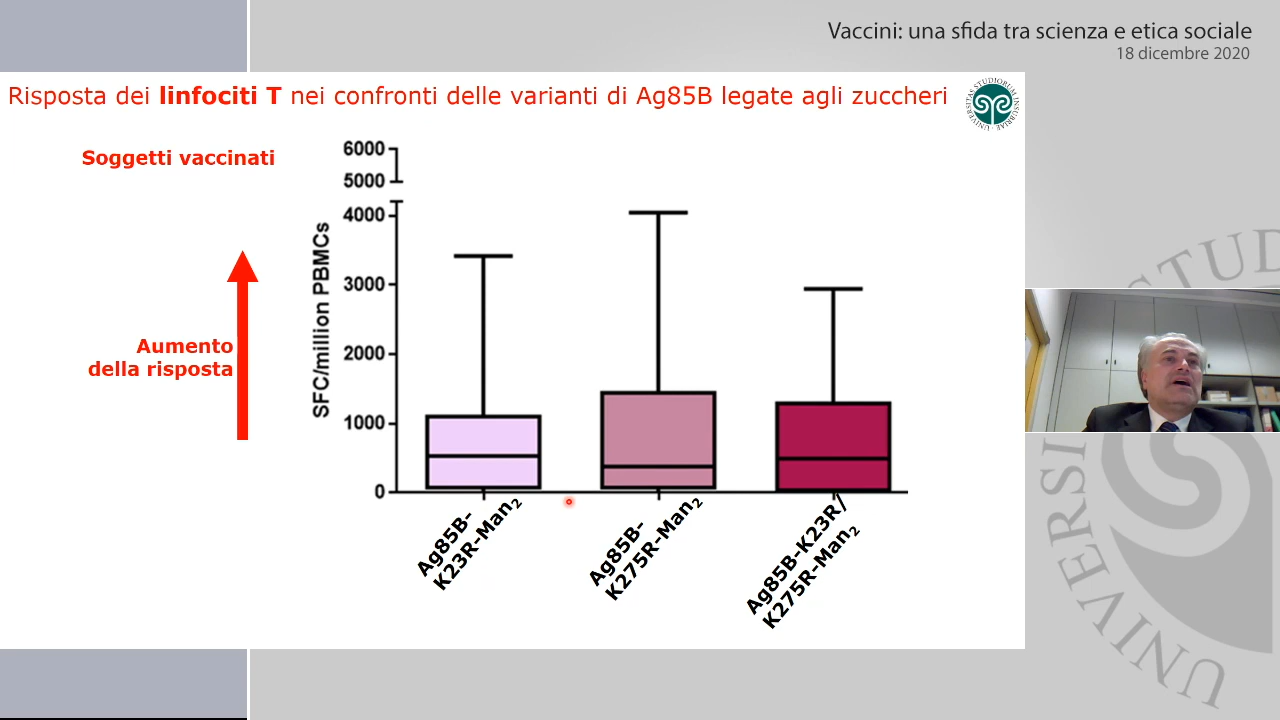 Vaccini: una sfida tra scienza e etica sociale
18 dicembre 2020
Risposta dei linfociti T nei confronti delle varianti di Ag85B legate agli zuccheri
Soggetti vaccinati
Aumento
della risposta
SFC/million PBMCs
6000
5000
4000
3000
2000
1000
0
Ag85B-
K23R-Man₂
Ag85B-
K275R-Man₂
Ag85B-K23R/
K275R-Man₂
UNIVERSI
STUD